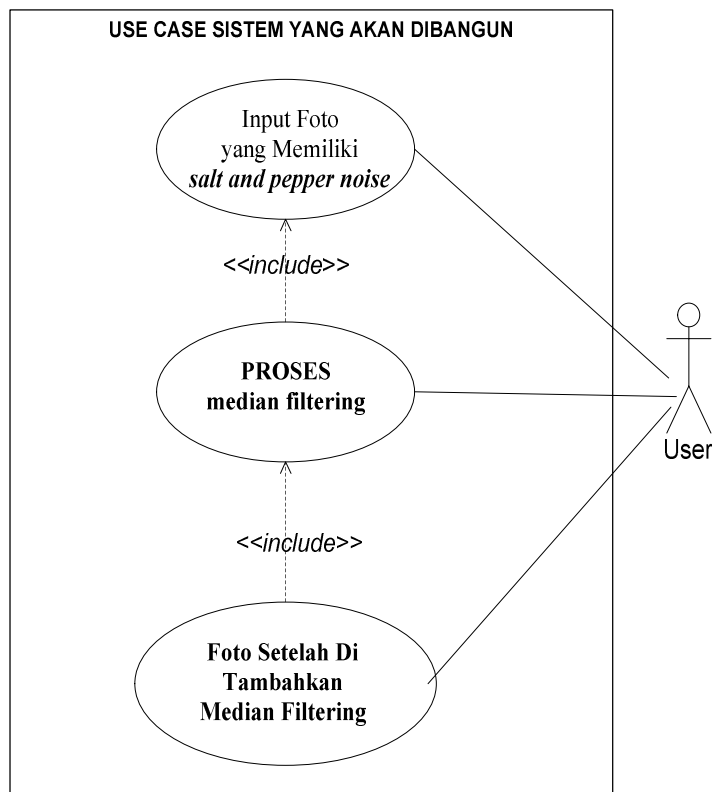 USE CASE SISTEM YANG AKAN DIBANGUN
Input Foto
yang Memiliki
salt and pepper noise
<<include>>
PROSES
median filtering
User
<<include>>
Foto Setelah Di
Tambahkan
Median Filtering